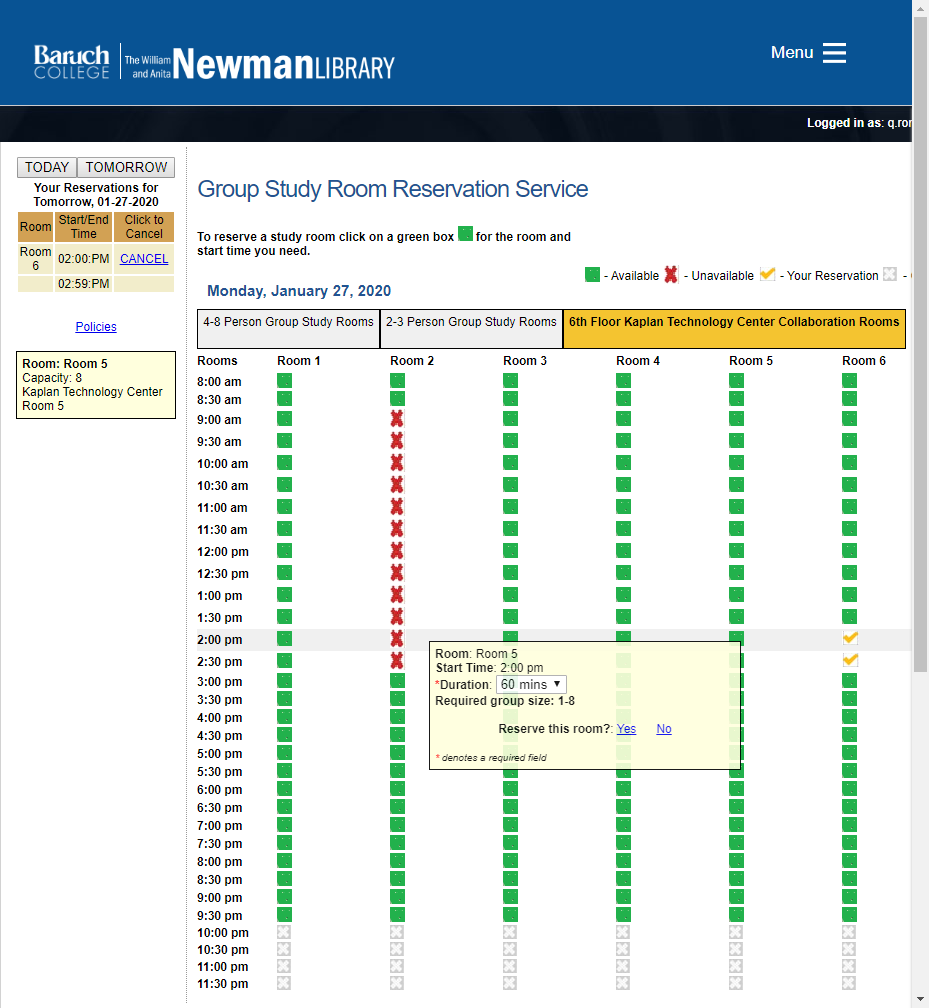 Baruch COLLEGE The William and Anita Newman LIBRARY
Menu
Logged in as: q.ror
TODAY TOMORROW
Your Reservations for
Tomorrow, 01-27-2020
Room Start/End Time Click to Cancel
Room 6 02:00:PM CANCEL
02:59:PM
Policies
Room: Room 5
Capacity: 8
Kaplan Technology Center
Room 5
Group Study Room Reservation Service
To reserve a study room click on a green box for the room and
start time you need.
- Available - Unavailable - Your Reservation -
Monday, January 27, 2020
4-8 Person Group Study Rooms 2-3 Person Group Study Rooms 6th Floor Kaplan Technology Center Collaboration Rooms
Rooms Room 1 Room 2 Room 3 Room 4 Room 5 Room 6
8:00 am
8:30 am
9:00 am
9:30 am
10:00 am
10:30 am
11:00 am
11:30 am
12:00 pm
12:30 pm
1:00 pm
1:30 pm
2:00 pm
2:30 pm
3:00 pm
3:30 pm
4:00 pm
4:30 pm
5:00 pm
5:30 pm
6:00 pm
6:30 pm
7:00 pm
7:30 pm
8:00 pm
8:30 pm
9:00 pm
9:30 pm
10:00 pm
10:30 pm
11:00 pm
11:30 pm
Room: Room 5
Start Time: 2:00 pm
*Duration: 60 mins
Required group size: 1-8
Reserve this room?: Yes No
* denotes a required field